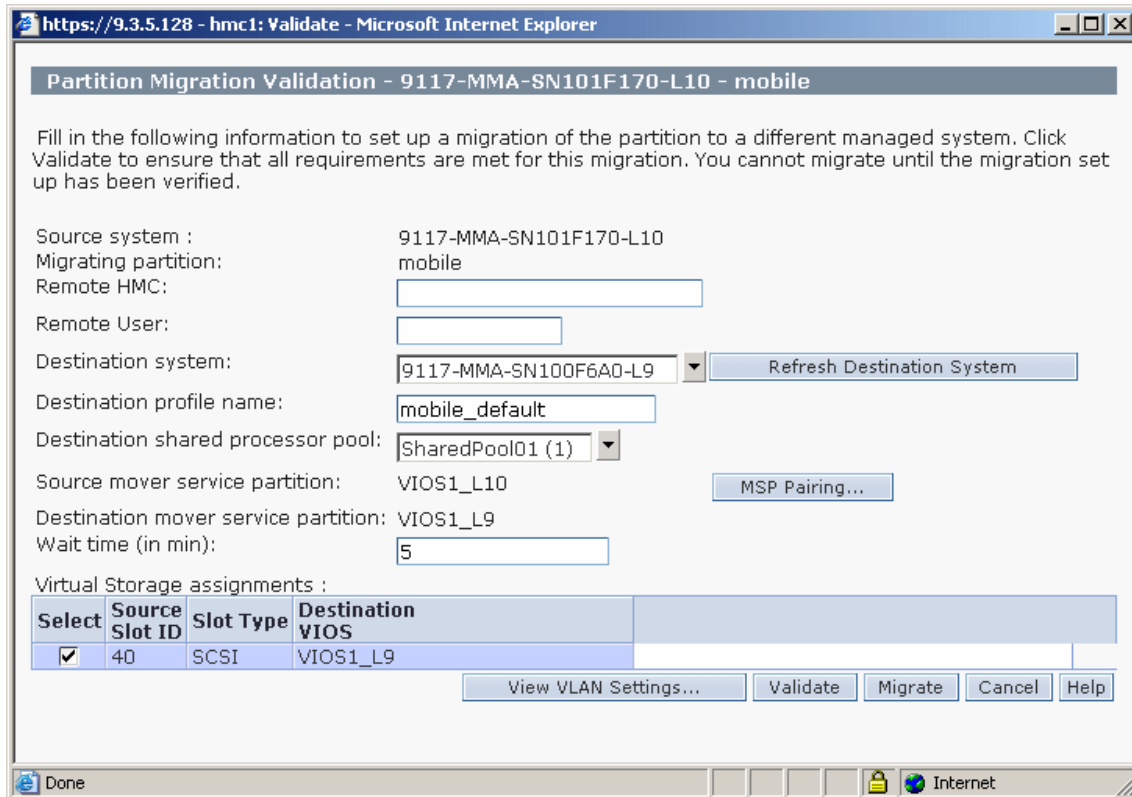 https://9.3.5.128 - hmc1: Validate - Microsoft Internet Explorer
Partition Migration Validation - 9117-MMA-SN101F170-L10 - mobile
Fill in the following information to set up a migration of the partition to a different managed system. Click
Validate to ensure that all requirements are met for this migration. You cannot migrate until the migration set
up has been verified.
Source system : 9117-MMA-SN101F170-L10
Migrating partition: mobile
Remote HMC:
Remote User:
Destination system: 9117-MMA-SN100F6A0-L9 Refresh Destination System
Destination profile name: mobile_default
Destination shared processor pool: SharedPool01 (1)
Source mover service partition: VIOS1_L10 MSP Pairing...
Destination mover service partition: VIOS1_L9
Wait time (in min): 5
Virtual Storage assignments :
Select Source Slot ID Slot Type Destination VIOS
40 SCSI VIOS1_L9
View VLAN Settings... Validate Migrate Cancel Help
Done Internet